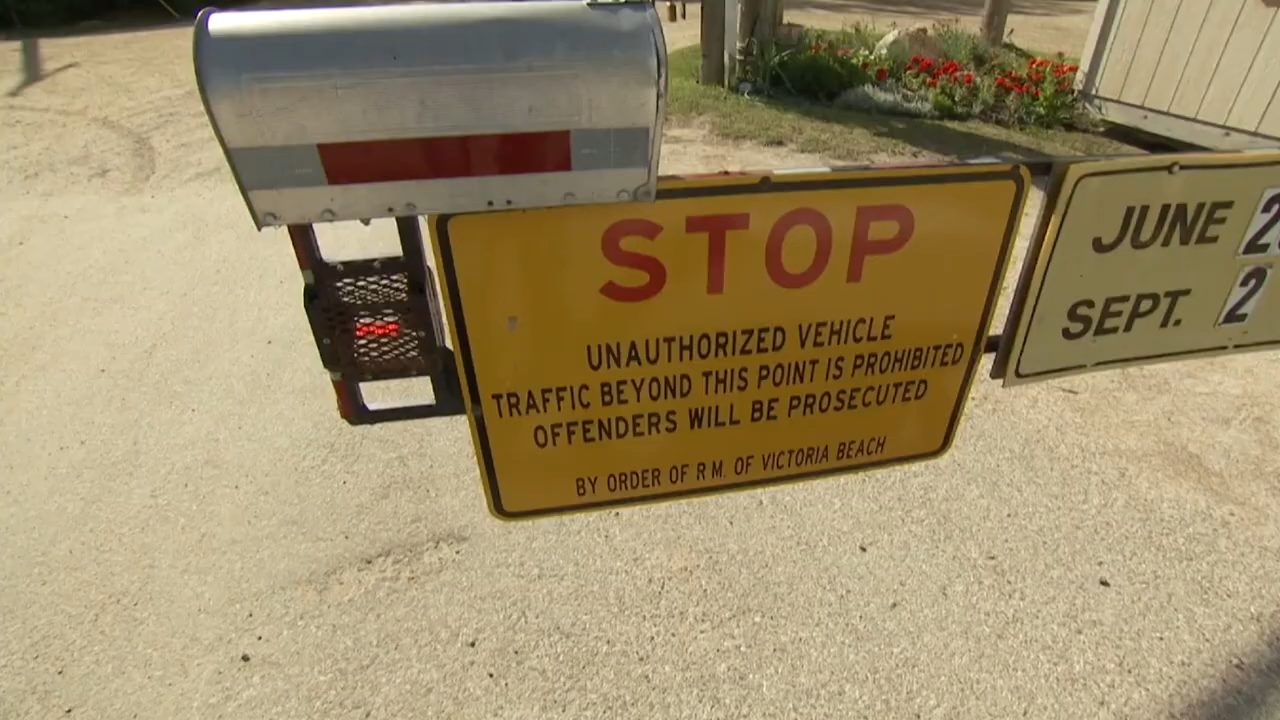 STOP
UNAUTHORIZED VEHICLE
TRAFFIC BEYOND THIS POINT IS PROHIBITED
OFFENDERS WILL BE PROSECUTED
BY ORDER OF R M. OF VICTORIA BEACH
JUNE
SEPT. 2